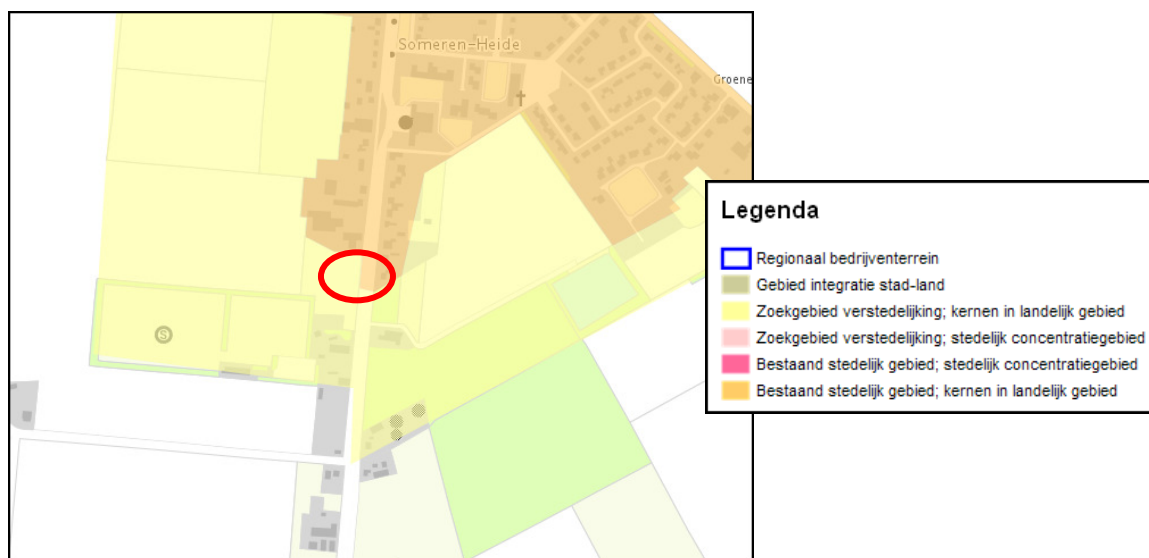 Someren-Heide
Groene
S
Legenda
Regionaal bedrijventerrein
Gebied integratie stad-land
Zoekgebied verstedelijking; kernen in landelijk gebied
Zoekgebied verstedelijking; stedelijk concentratiegebied
Bestaand stedelijk gebied; stedelijk concentratiegebied
Bestaand stedelijk gebied; kernen in landelijk gebied